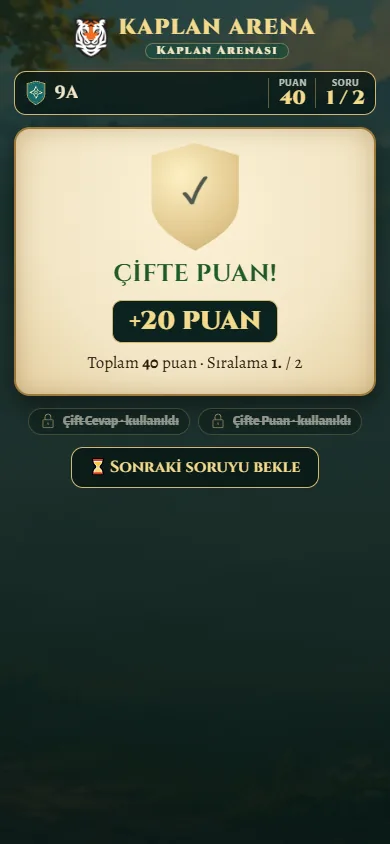 KAPLAN ARENA
KAPLAN ARENASI
9A
PUAN
40
SORU
1 / 2
ÇİFTE PUAN!
+20 PUAN
Toplam 40 puan · Sıralama 1. / 2
Çift Cevap · kullanıldı
Çifte Puan · kullanıldı
SONRAKİ SORUYU BEKLE